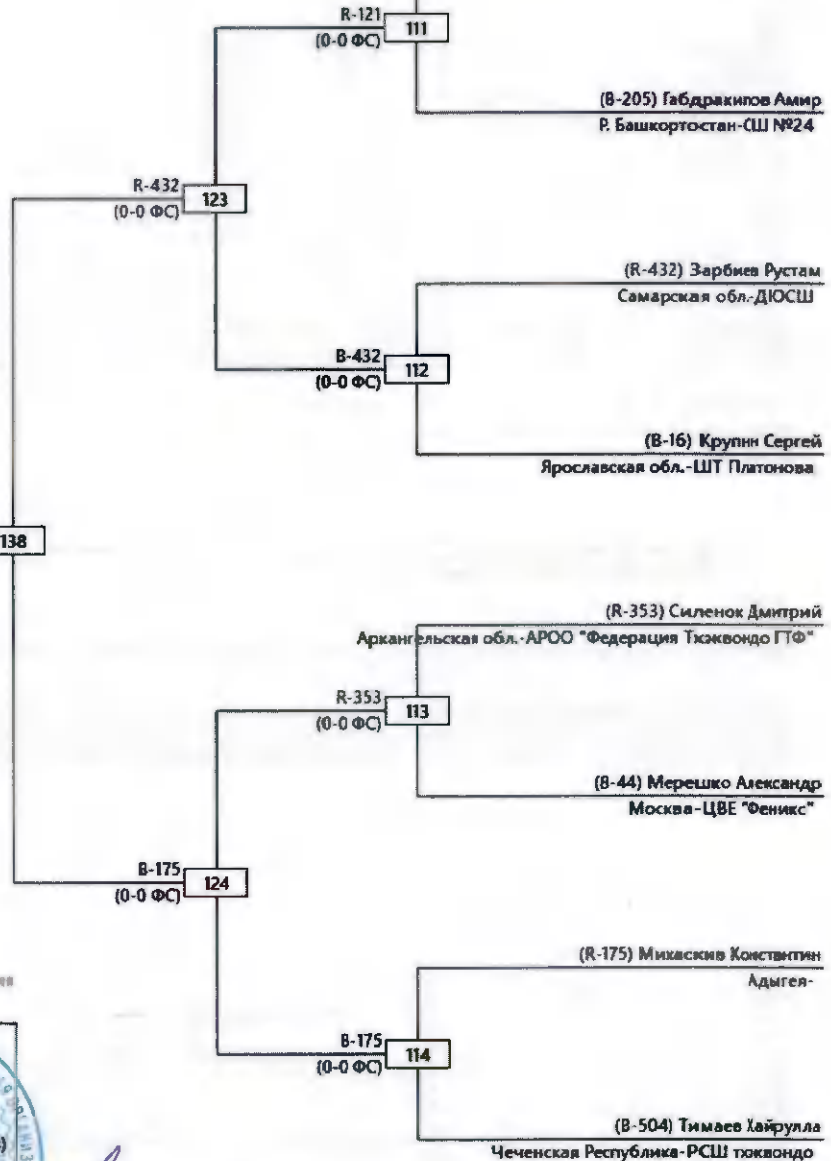 R-121
(0-0 ФС)
111
(B-205) Габдракипов Амир
Р. Башкортостан-СШ №24
R-432
(0-0 ФС)
123
(R-432) Зарбиев Рустам
Самарская обл.-ДЮСШ
B-432
(0-0 ФС)
112
(B-16) Крупин Сергей
Ярославская обл.-ШТ Платонова
138
(R-353) Силенок Дмитрий
Архангельская обл.-АРОО "Федерация Тхэквондо ГТФ"
R-353
(0-0 ФС)
113
(B-44) Мерешко Александр
Москва-ЦВЕ "Феникс"
B-175
(0-0 ФС)
124
(R-175) Михаскив Константин
Адыгея-
B-175
(0-0 ФС)
114
(B-504) Тимаев Хайрулла
Чеченская Республика-РСШ тхэквондо